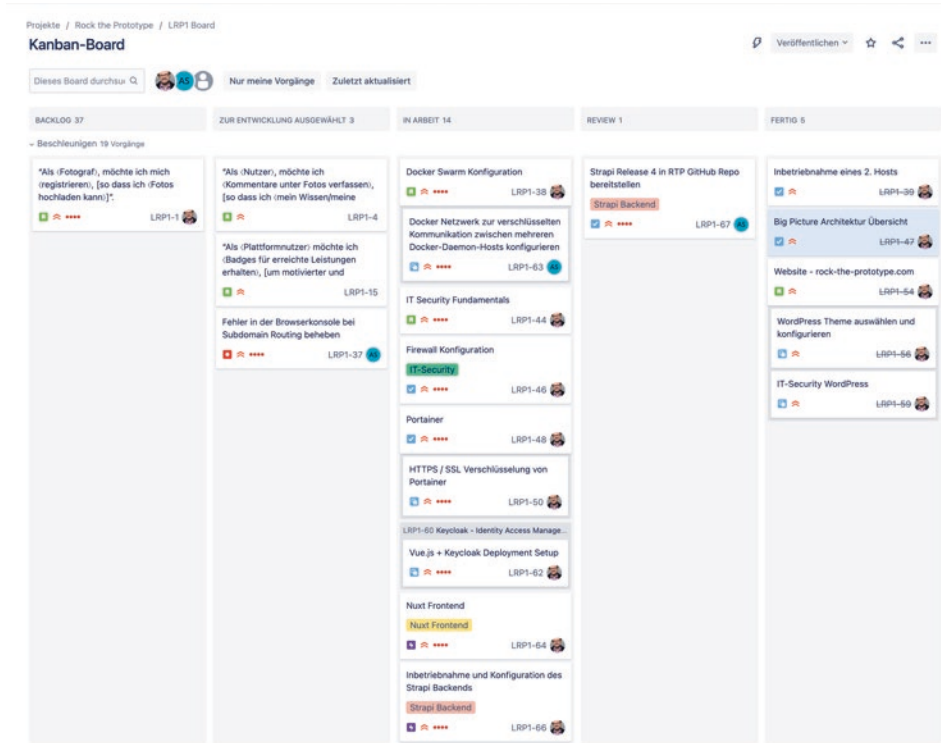 Projekte / Rock the Prototype / LRP1 Board
Kanban-Board
Veröffentlichen
Dieses Board durchsu
AS
Nur meine Vorgänge
Zuletzt aktualisiert
BACKLOG 37
ZUR ENTWICKLUNG AUSGEWÄHLT 3
IN ARBEIT 14
REVIEW 1
FERTIG 5
Beschleunigen 19 Vorgänge
"Als ‹Fotograf›, möchte ich mich
‹registrieren›, [so dass ich ‹Fotos
hochladen kann›]".
LRP1-1
"Als ‹Nutzer›, möchte ich
‹Kommentare unter Fotos verfassen›,
[so dass ich ‹mein Wissen/meine
LRP1-4
"Als ‹Plattformnutzer› möchte ich
‹Badges für erreichte Leistungen
erhalten›, [um motivierter und
LRP1-15
Fehler in der Browserkonsole bei
Subdomain Routing beheben
LRP1-37
AS
Docker Swarm Konfiguration
LRP1-38
Docker Netzwerk zur verschlüsselten
Kommunikation zwischen mehreren
Docker-Daemon-Hosts konfigurieren
LRP1-63
AS
IT Security Fundamentals
LRP1-44
Firewall Konfiguration
IT-Security
LRP1-46
Portainer
LRP1-48
HTTPS / SSL Verschlüsselung von
Portainer
LRP1-50
LRP1-60 Keycloak - Identity Access Manage...
Vue.js + Keycloak Deployment Setup
LRP1-62
Nuxt Frontend
Nuxt Frontend
LRP1-64
Inbetriebnahme und Konfiguration des
Strapi Backends
Strapi Backend
LRP1-66
Strapi Release 4 in RTP GitHub Repo
bereitstellen
Strapi Backend
LRP1-67
AS
Inbetriebnahme eines 2. Hosts
LRP1-39
Big Picture Architektur Übersicht
LRP1-47
Website - rock-the-prototype.com
LRP1-54
WordPress Theme auswählen und
konfigurieren
LRP1-56
IT-Security WordPress
LRP1-59